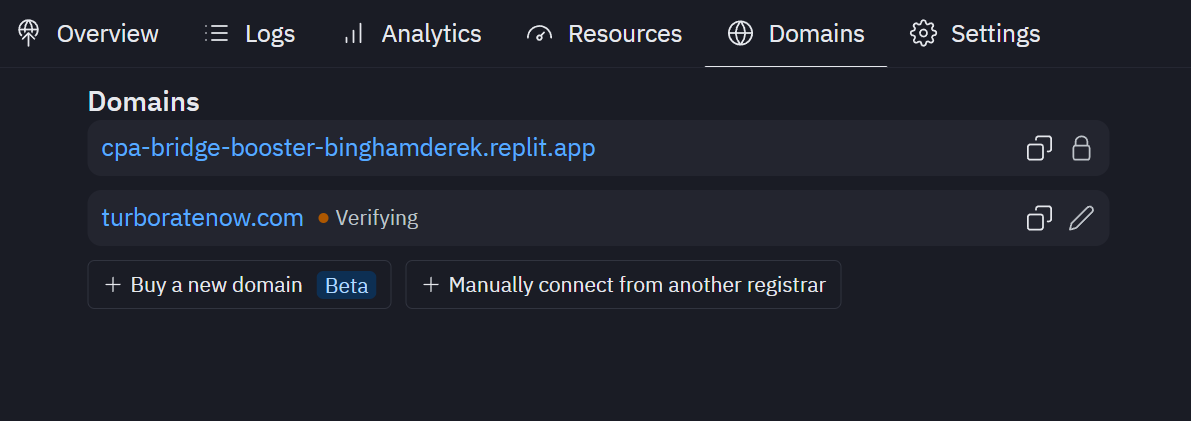 Overview Logs Analytics Resources Domains Settings
Domains
cpa-bridge-booster-binghamderek.replit.app
turboratenow.com Verifying
Buy a new domain Beta Manually connect from another registrar